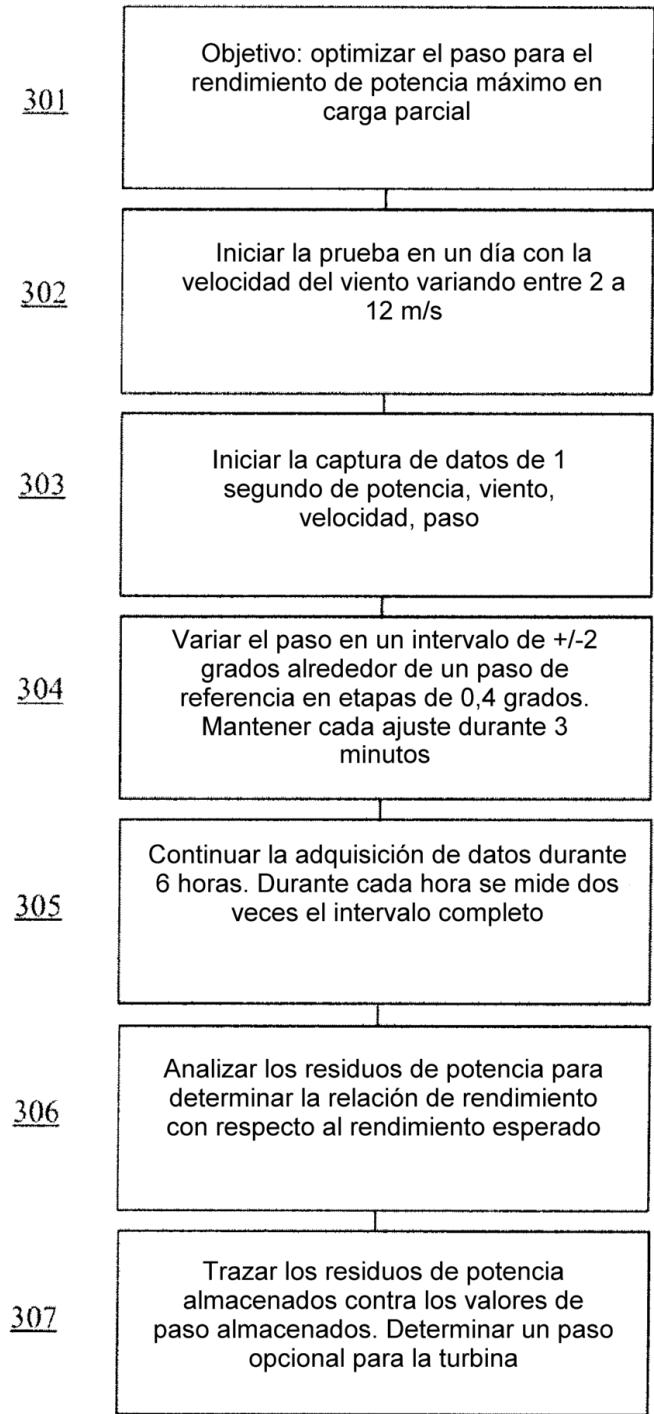 301
Objetivo: optimizar el paso para el
rendimiento de potencia máximo en
carga parcial
302
Iniciar la prueba en un día con la
velocidad del viento variando entre 2 a
12 m/s
303
Iniciar la captura de datos de 1
segundo de potencia, viento,
velocidad, paso
304
Variar el paso en un intervalo de +/-2
grados alrededor de un paso de
referencia en etapas de 0,4 grados.
Mantener cada ajuste durante 3
minutos
305
Continuar la adquisición de datos durante
6 horas. Durante cada hora se mide dos
veces el intervalo completo
306
Analizar los residuos de potencia para
determinar la relación de rendimiento
con respecto al rendimiento esperado
307
Trazar los residuos de potencia
almacenados contra los valores de
paso almacenados. Determinar un paso
opcional para la turbina